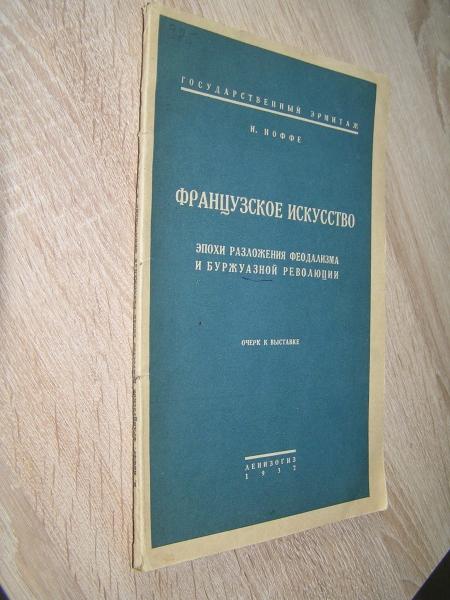 ГОСУДАРСТВЕННЫЙ ЭРМИТАЖ
И. ИОФФЕ
ФРАНЦУЗСКОЕ ИСКУССТВО
ЭПОХИ РАЗЛОЖЕНИЯ ФЕОДАЛИЗМА
И БУРЖУАЗНОЙ РЕВОЛЮЦИИ
ОЧЕРК К ВЫСТАВКЕ
ЛЕНИЗОГИЗ
1932